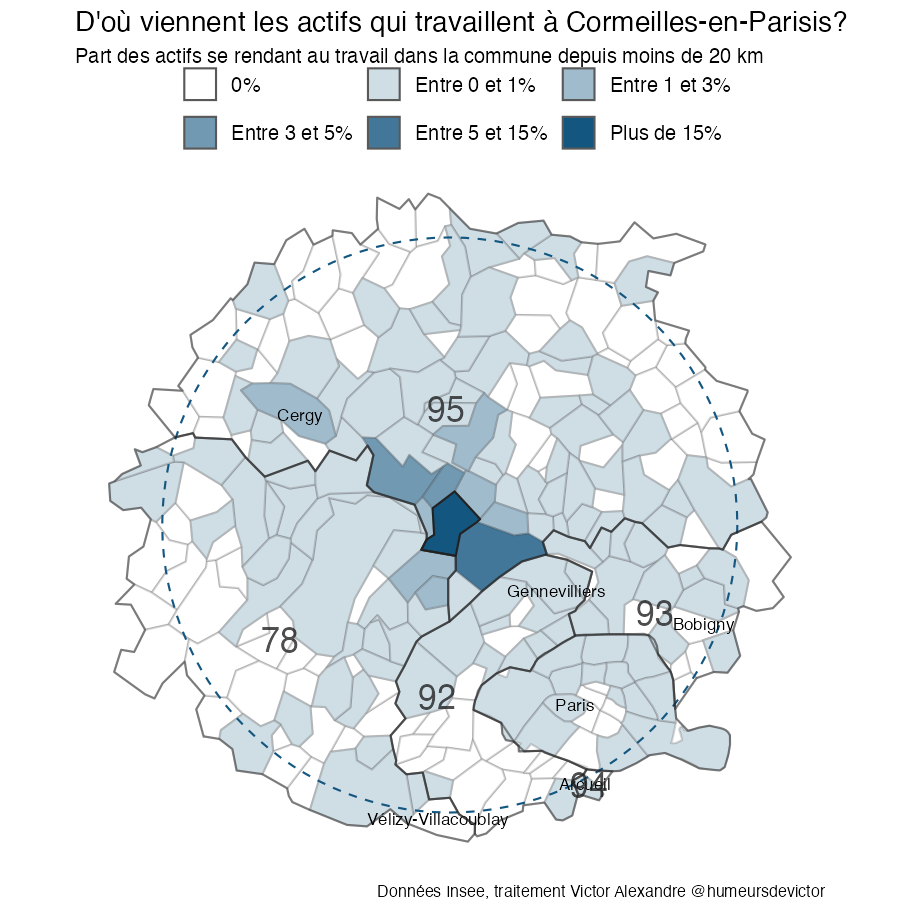 D'où viennent les actifs qui travaillent à Cormeilles-en-Parisis?
Part des actifs se rendant au travail dans la commune depuis moins de 20 km
0% Entre 0 et 1% Entre 1 et 3%
Entre 3 et 5% Entre 5 et 15% Plus de 15%
95
Cergy
Gennevilliers
93
Bobigny
78
92
Paris
Arcueil
94
Vélizy-Villacoublay
Données Insee, traitement Victor Alexandre @humeursdevictor